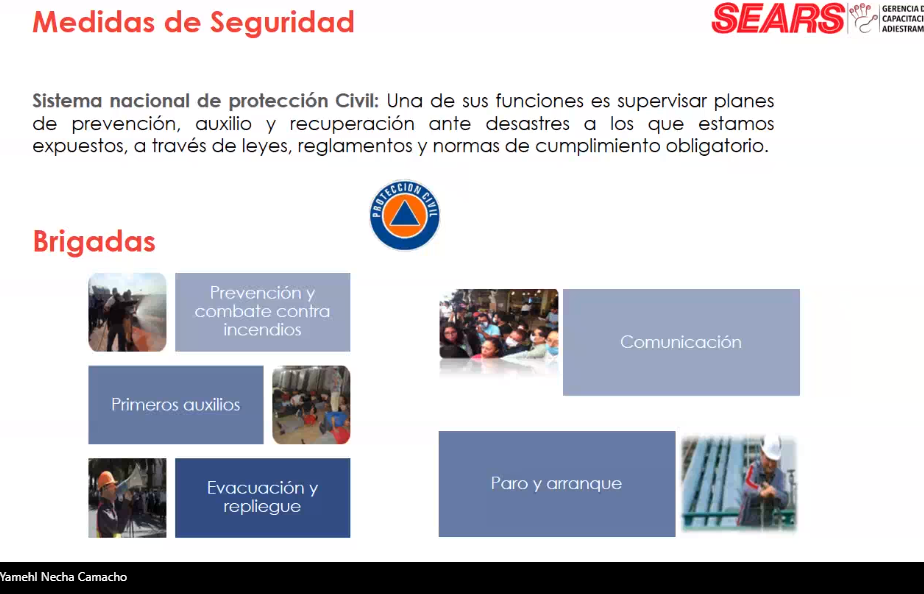 Medidas de Seguridad
SEARS
GERENCIA D
CAPACITACI
ADIESTRAM
Sistema nacional de protección Civil: Una de sus funciones es supervisar planes
de prevención, auxilio y recuperación ante desastres a los que estamos
expuestos, a través de leyes, reglamentos y normas de cumplimiento obligatorio.
PROTECCION CIVIL
Brigadas
Prevención y
combate contra
incendios
Primeros auxilios
Evacuación y
repliegue
Comunicación
Paro y arranque
Yamehl Necha Camacho